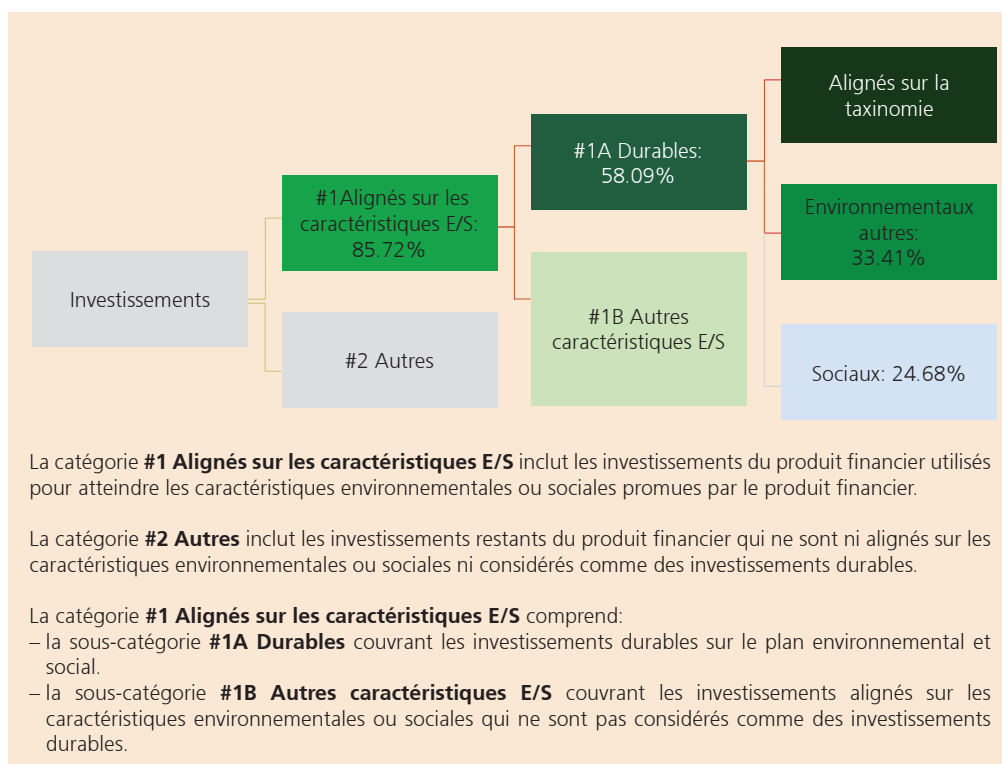 Investissements
#1Alignés sur les
caractéristiques E/S:
85.72%
#2 Autres
#1A Durables:
58.09%
#1B Autres
caractéristiques E/S
Alignés sur la
taxinomie
Environnementaux
autres:
33.41%
Sociaux: 24.68%
La catégorie #1 Alignés sur les caractéristiques E/S inclut les investissements du produit financier utilisés
pour atteindre les caractéristiques environnementales ou sociales promues par le produit financier.
La catégorie #2 Autres inclut les investissements restants du produit financier qui ne sont ni alignés sur les
caractéristiques environnementales ou sociales ni considérés comme des investissements durables.
La catégorie #1 Alignés sur les caractéristiques E/S comprend:
– la sous-catégorie #1A Durables couvrant les investissements durables sur le plan environnemental et
social.
– la sous-catégorie #1B Autres caractéristiques E/S couvrant les investissements alignés sur les
caractéristiques environnementales ou sociales qui ne sont pas considérés comme des investissements
durables.